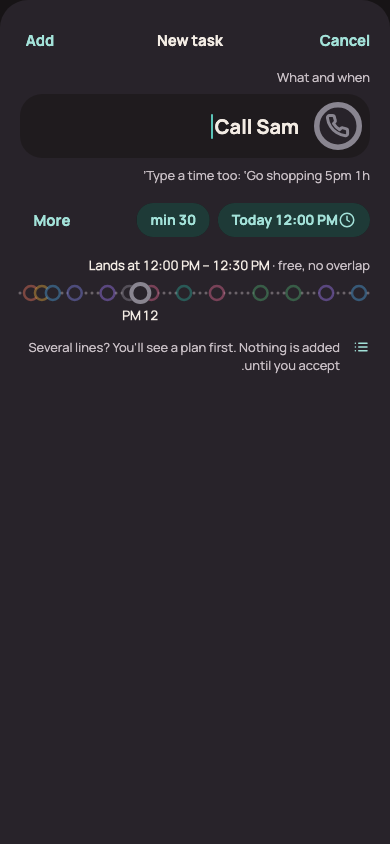 Cancel
New task
Add
What and when
Call Sam
'Type a time too: 'Go shopping 5pm 1h
Today 12:00 PM
min 30
More
Lands at 12:00 PM – 12:30 PM · free, no overlap
PM 12
Several lines? You'll see a plan first. Nothing is added
.until you accept